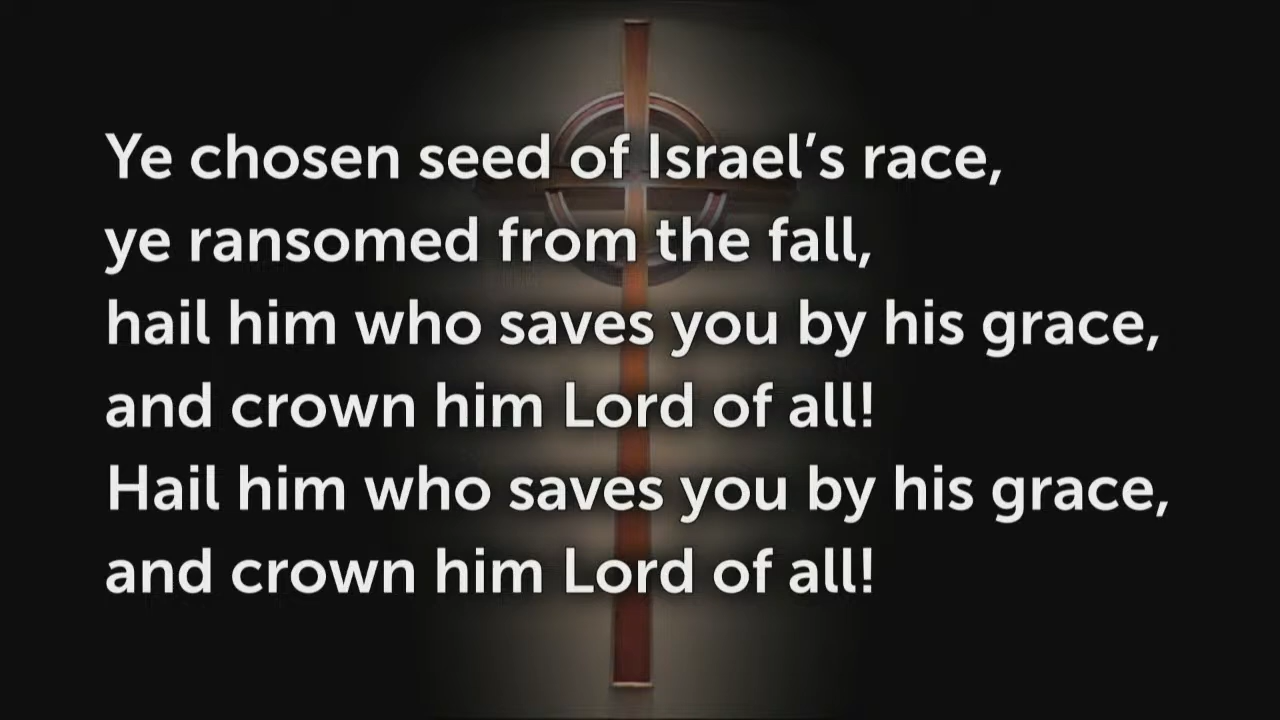 Ye chosen seed of Israel’s race,
ye ransomed from the fall,
hail him who saves you by his grace,
and crown him Lord of all!
Hail him who saves you by his grace,
and crown him Lord of all!